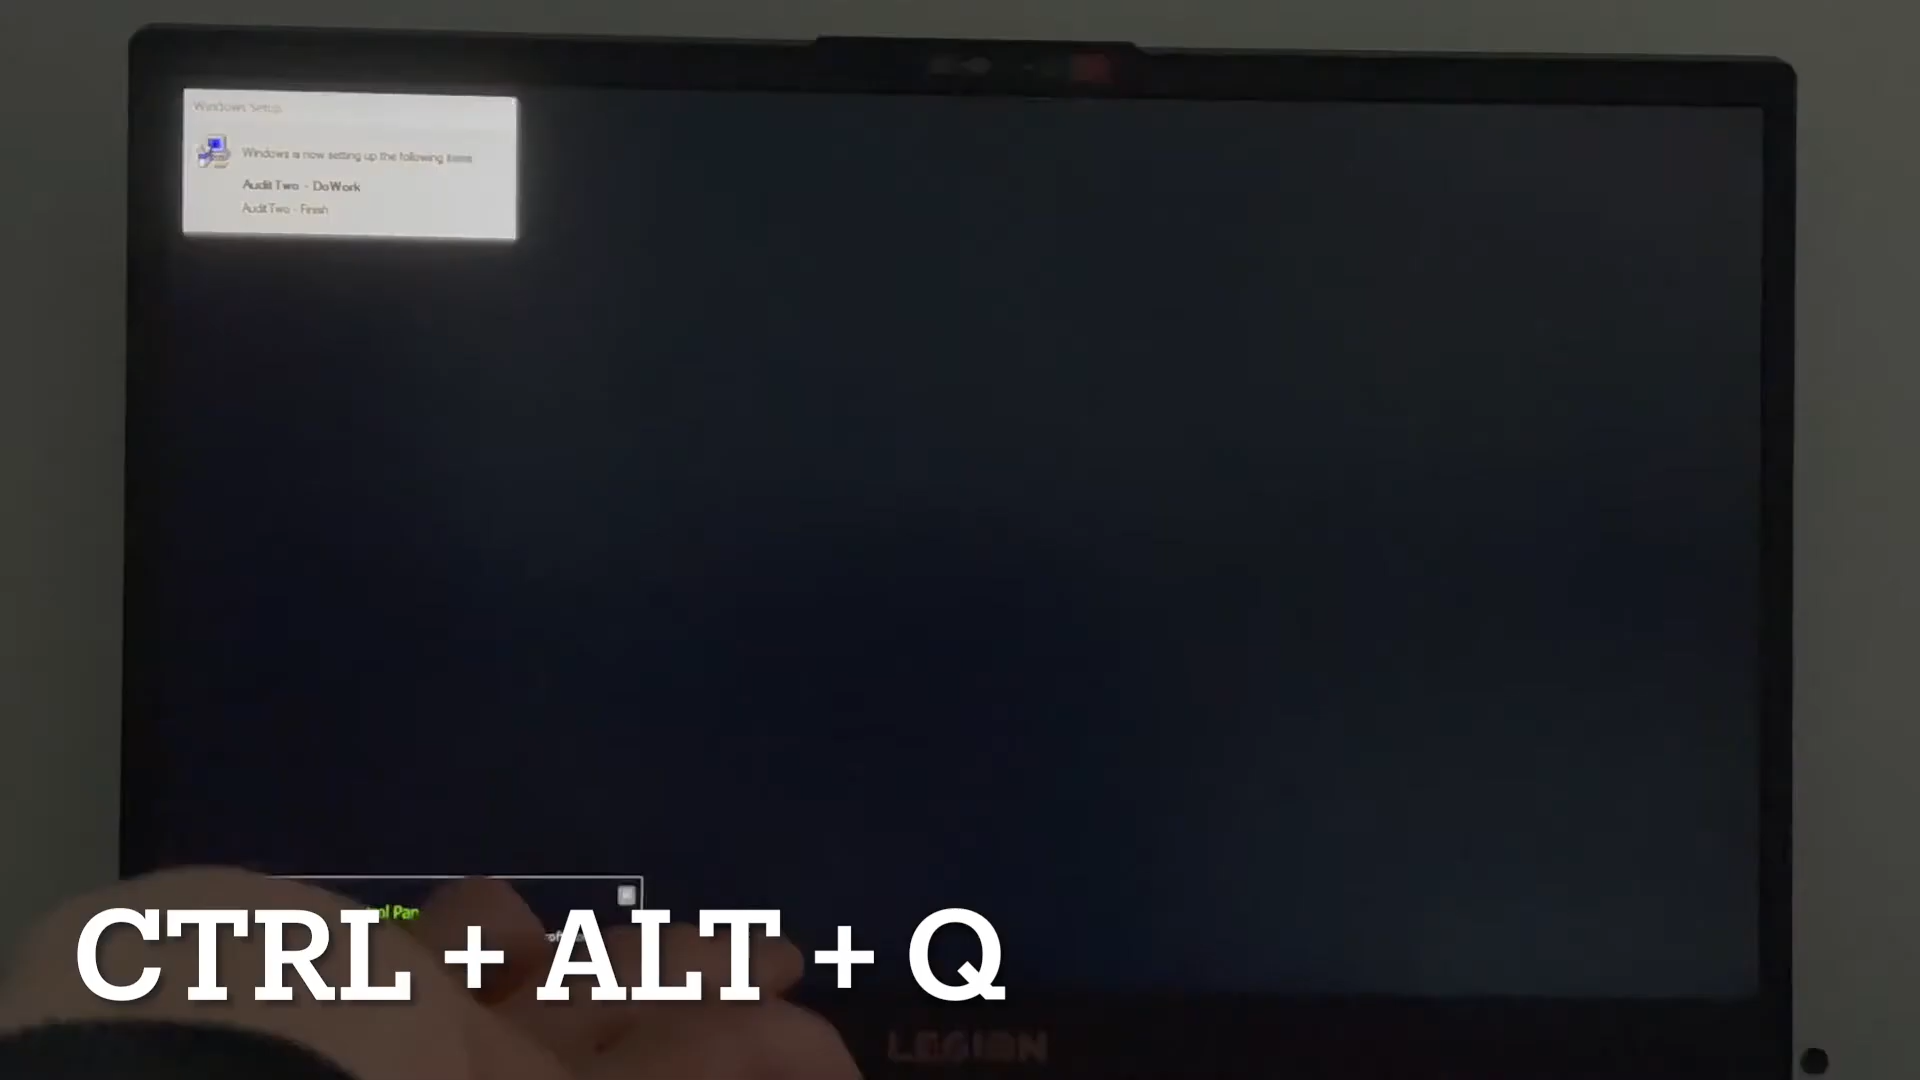 Windows Setup
Windows is now setting up the following items
Audit Two - DoWork
Audit Two - Finish
CTRL + ALT + Q
LEGION